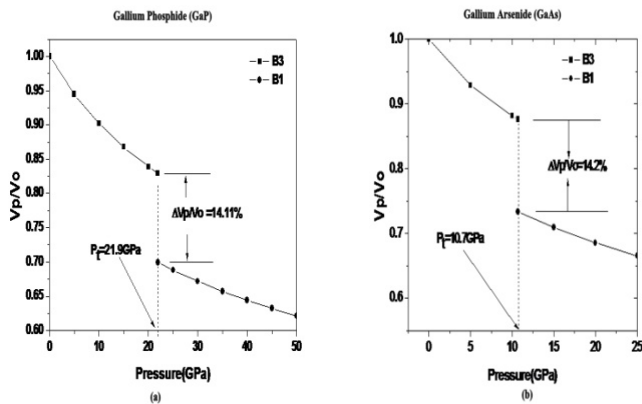 Gallium Phosphide (GaP)
(a)
1.00
0.95
0.90
0.85
0.80
0.75
0.70
0.65
0.60
Vp/Vo
B3
B1
ΔVp/Vo =14.11%
Pt=21.9GPa
0
10
20
30
40
50
Pressure(GPa)
(a)
Gallium Arsenide (GaAs)
(b)
1.0
0.9
0.8
0.7
0.6
Vp/Vo
B3
B1
ΔVp/Vo=14.2%
Pt=10.7GPa
0
5
10
15
20
25
Pressure(GPa)
(b)